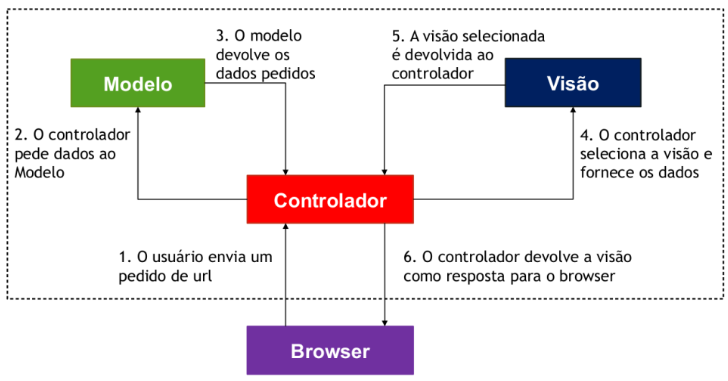 3. O modelo
devolve os
dados pedidos
5. A visão selecionada
é devolvida ao
controlador
Modelo
Visão
2. O controlador
pede dados ao
Modelo
4. O controlador
seleciona a visão e
fornece os dados
Controlador
1. O usuário envia um
pedido de url
6. O controlador devolve a visão
como resposta para o browser
Browser